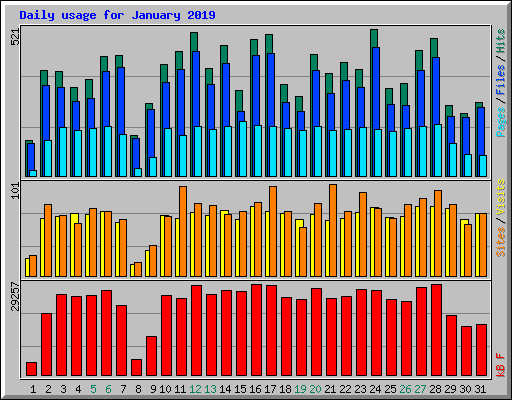 Daily usage for January 2019
521
101
29257
Pages / Files / Hits
Sites / Visits
kB F
1 2 3 4 5 6 7 8 9 10 11 12 13 14 15 16 17 18 19 20 21 22 23 24 25 26 27 28 29 30 31